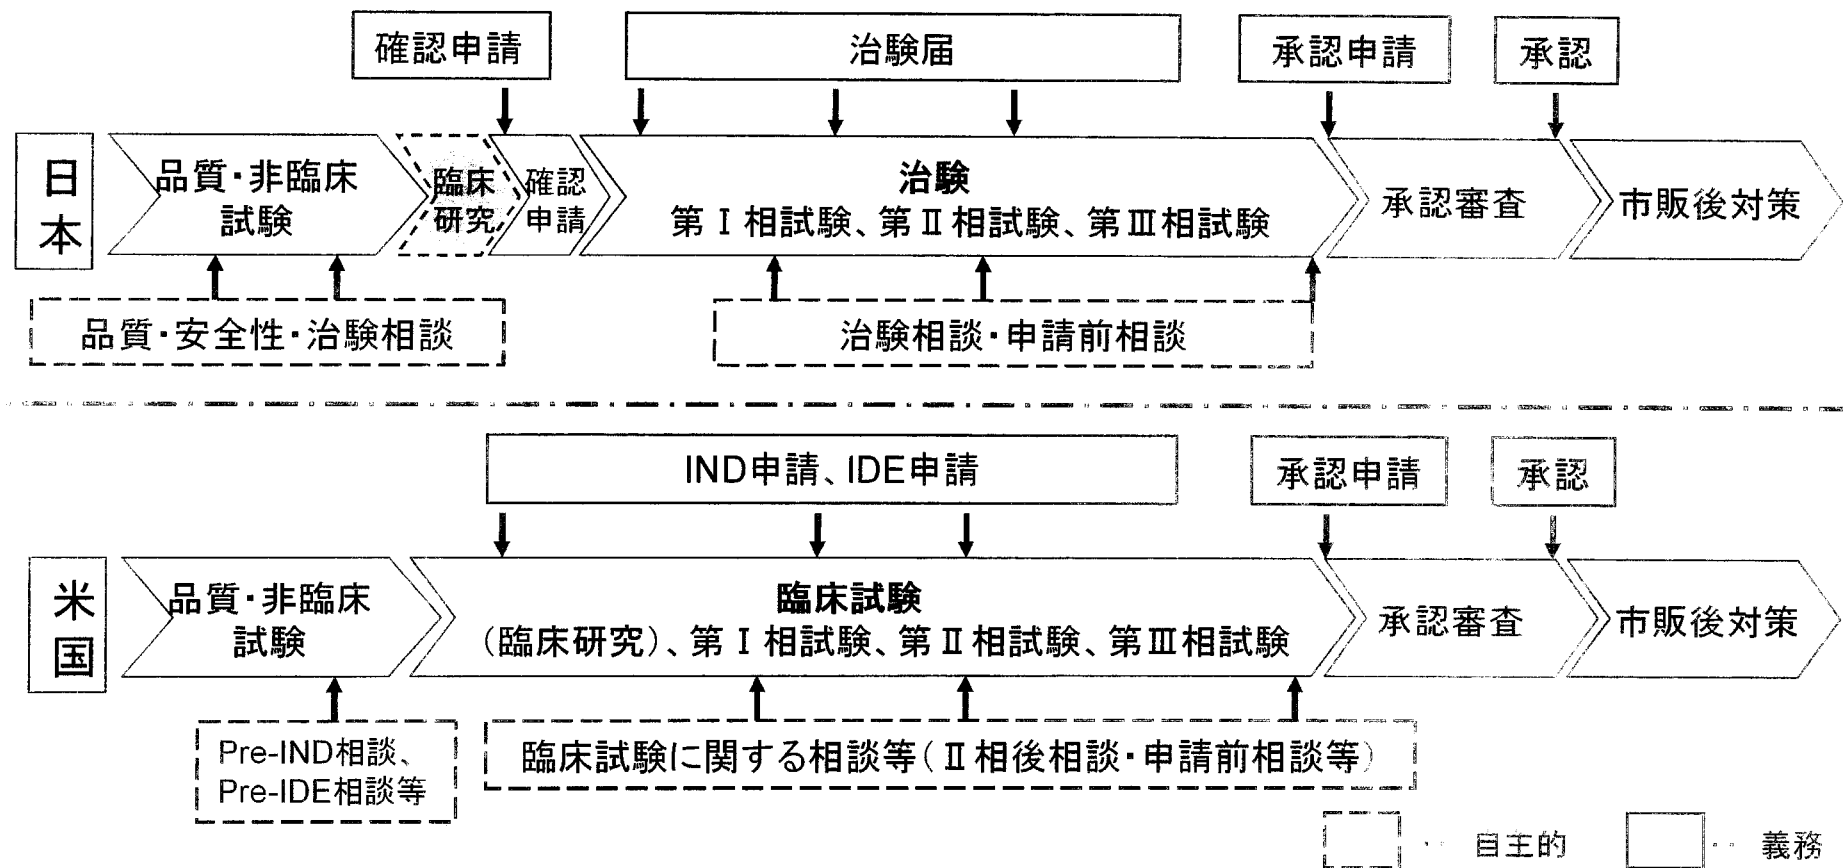 確認申請
治験届
承認申請
承認
日本
品質・非臨床
試験
臨床
研究
確認
申請
治験
第Ⅰ相試験、第Ⅱ相試験、第Ⅲ相試験
承認審査
市販後対策
品質・安全性・治験相談
治験相談・申請前相談
IND申請、IDE申請
承認申請
承認
米国
品質・非臨床
試験
臨床試験
(臨床研究)、第Ⅰ相試験、第Ⅱ相試験、第Ⅲ相試験
承認審査
市販後対策
Pre-IND相談、
Pre-IDE相談等
臨床試験に関する相談等(Ⅱ相後相談・申請前相談等)
‥ 自主的
‥ 義務